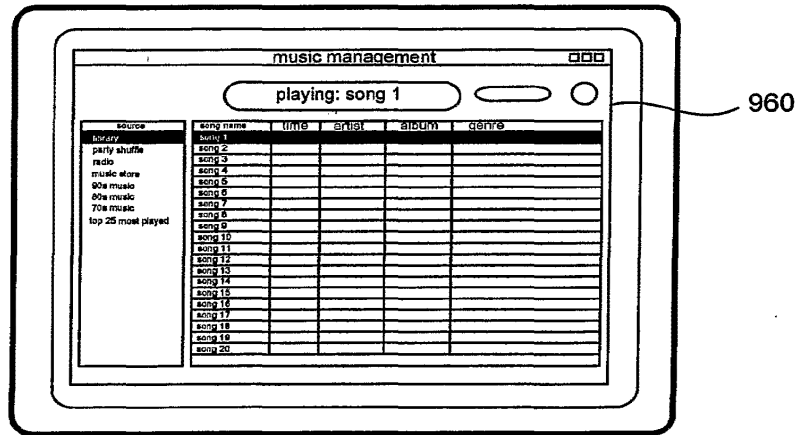 music management
playing: song 1
960
source
library
party shuffle
radio
music store
90s music
80s music
70s music
top 25 most played
song name time artist album genre
song 1
song 2
song 3
song 4
song 5
song 6
song 7
song 8
song 9
song 10
song 11
song 12
song 13
song 14
song 15
song 16
song 17
song 18
song 19
song 20